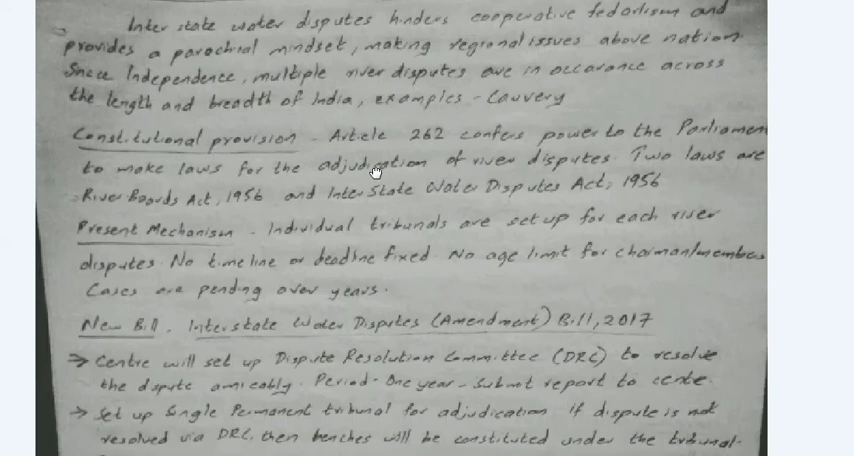 Inter state water disputes hinders cooperative fedorlism and
provides a parochial mindset, making regional issues above nation
Since Independence, multiple river disputes are in occurance across
the length and breadth of India, examples - Cauvery
Constitutional provision - Article 262 confers power to the Parliamen
to make laws for the adjudication of river disputes. Two laws are
River Boards Act, 1956 and Inter State Water Disputes Act, 1956
Present Mechanism - Individual tribunals are set up for each river
disputes. No timeline or deadline fixed. No age limit for chairman/members
Cases are pending over years.
New Bill - Interstate Water Disputes (Amendment) Bill, 2017
→ Centre will set up Dispute Resolution Committee (DRC) to resolve
the dispute amicably. Period - One year - Submit report to cente.
→ Set up Single Permanent tribunal for adjudication if dispute is not
resolved via DRC, then benches will be constituted under the tribunal.